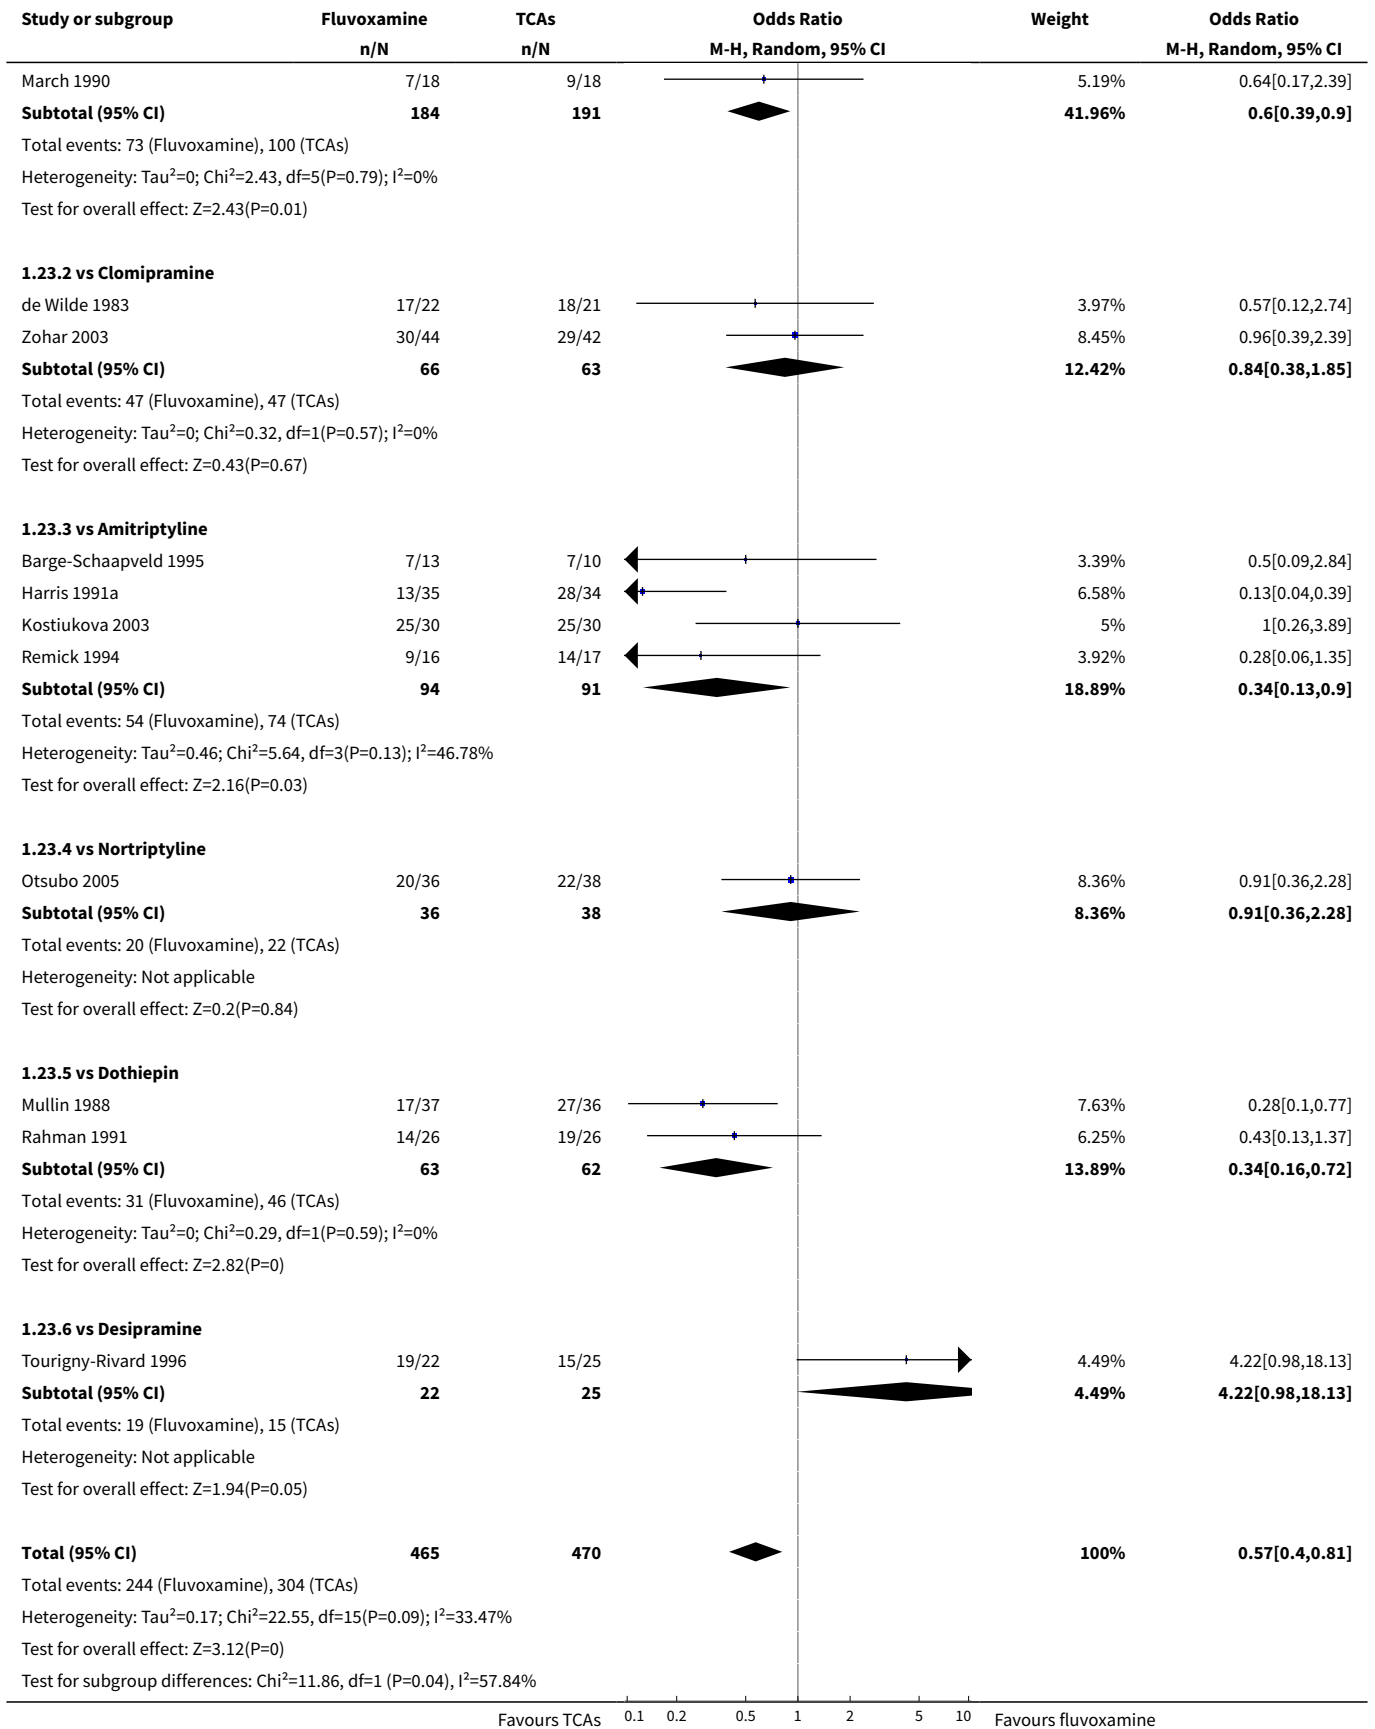 Study or subgroup Fluvoxamine TCAs Odds Ratio Weight Odds Ratio
n/N n/N M-H, Random, 95% CI M-H, Random, 95% CI
March 1990 7/18 9/18 5.19% 0.64[0.17,2.39]
Subtotal (95% CI) 184 191 41.96% 0.6[0.39,0.9]
Total events: 73 (Fluvoxamine), 100 (TCAs)
Heterogeneity: Tau²=0; Chi²=2.43, df=5(P=0.79); I²=0%
Test for overall effect: Z=2.43(P=0.01)
1.23.2 vs Clomipramine
de Wilde 1983 17/22 18/21 3.97% 0.57[0.12,2.74]
Zohar 2003 30/44 29/42 8.45% 0.96[0.39,2.39]
Subtotal (95% CI) 66 63 12.42% 0.84[0.38,1.85]
Total events: 47 (Fluvoxamine), 47 (TCAs)
Heterogeneity: Tau²=0; Chi²=0.32, df=1(P=0.57); I²=0%
Test for overall effect: Z=0.43(P=0.67)
1.23.3 vs Amitriptyline
Barge-Schaapveld 1995 7/13 7/10 3.39% 0.5[0.09,2.84]
Harris 1991a 13/35 28/34 6.58% 0.13[0.04,0.39]
Kostiukova 2003 25/30 25/30 5% 1[0.26,3.89]
Remick 1994 9/16 14/17 3.92% 0.28[0.06,1.35]
Subtotal (95% CI) 94 91 18.89% 0.34[0.13,0.9]
Total events: 54 (Fluvoxamine), 74 (TCAs)
Heterogeneity: Tau²=0.46; Chi²=5.64, df=3(P=0.13); I²=46.78%
Test for overall effect: Z=2.16(P=0.03)
1.23.4 vs Nortriptyline
Otsubo 2005 20/36 22/38 8.36% 0.91[0.36,2.28]
Subtotal (95% CI) 36 38 8.36% 0.91[0.36,2.28]
Total events: 20 (Fluvoxamine), 22 (TCAs)
Heterogeneity: Not applicable
Test for overall effect: Z=0.2(P=0.84)
1.23.5 vs Dothiepin
Mullin 1988 17/37 27/36 7.63% 0.28[0.1,0.77]
Rahman 1991 14/26 19/26 6.25% 0.43[0.13,1.37]
Subtotal (95% CI) 63 62 13.89% 0.34[0.16,0.72]
Total events: 31 (Fluvoxamine), 46 (TCAs)
Heterogeneity: Tau²=0; Chi²=0.29, df=1(P=0.59); I²=0%
Test for overall effect: Z=2.82(P=0)
1.23.6 vs Desipramine
Tourigny-Rivard 1996 19/22 15/25 4.49% 4.22[0.98,18.13]
Subtotal (95% CI) 22 25 4.49% 4.22[0.98,18.13]
Total events: 19 (Fluvoxamine), 15 (TCAs)
Heterogeneity: Not applicable
Test for overall effect: Z=1.94(P=0.05)
Total (95% CI) 465 470 100% 0.57[0.4,0.81]
Total events: 244 (Fluvoxamine), 304 (TCAs)
Heterogeneity: Tau²=0.17; Chi²=22.55, df=15(P=0.09); I²=33.47%
Test for overall effect: Z=3.12(P=0)
Test for subgroup differences: Chi²=11.86, df=1 (P=0.04), I²=57.84%
Favours TCAs 0.1 0.2 0.5 1 2 5 10 Favours fluvoxamine